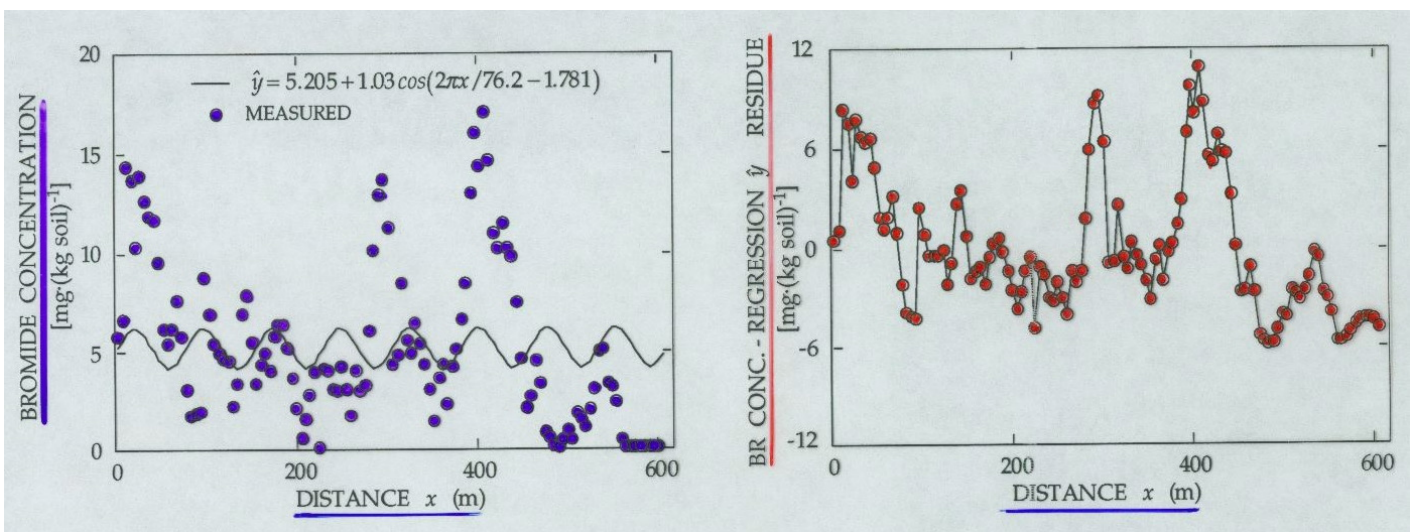 20
15
10
5
0
0
200
400
600
BROMIDE CONCENTRATION
[mg·(kg soil)⁻¹]
ŷ = 5.205 + 1.03 cos(2πx/76.2 − 1.781)
MEASURED
DISTANCE x (m)
12
6
0
-6
-12
0
200
400
600
BR CONC. - REGRESSION ŷ RESIDUE
[mg·(kg soil)⁻¹]
DISTANCE x (m)